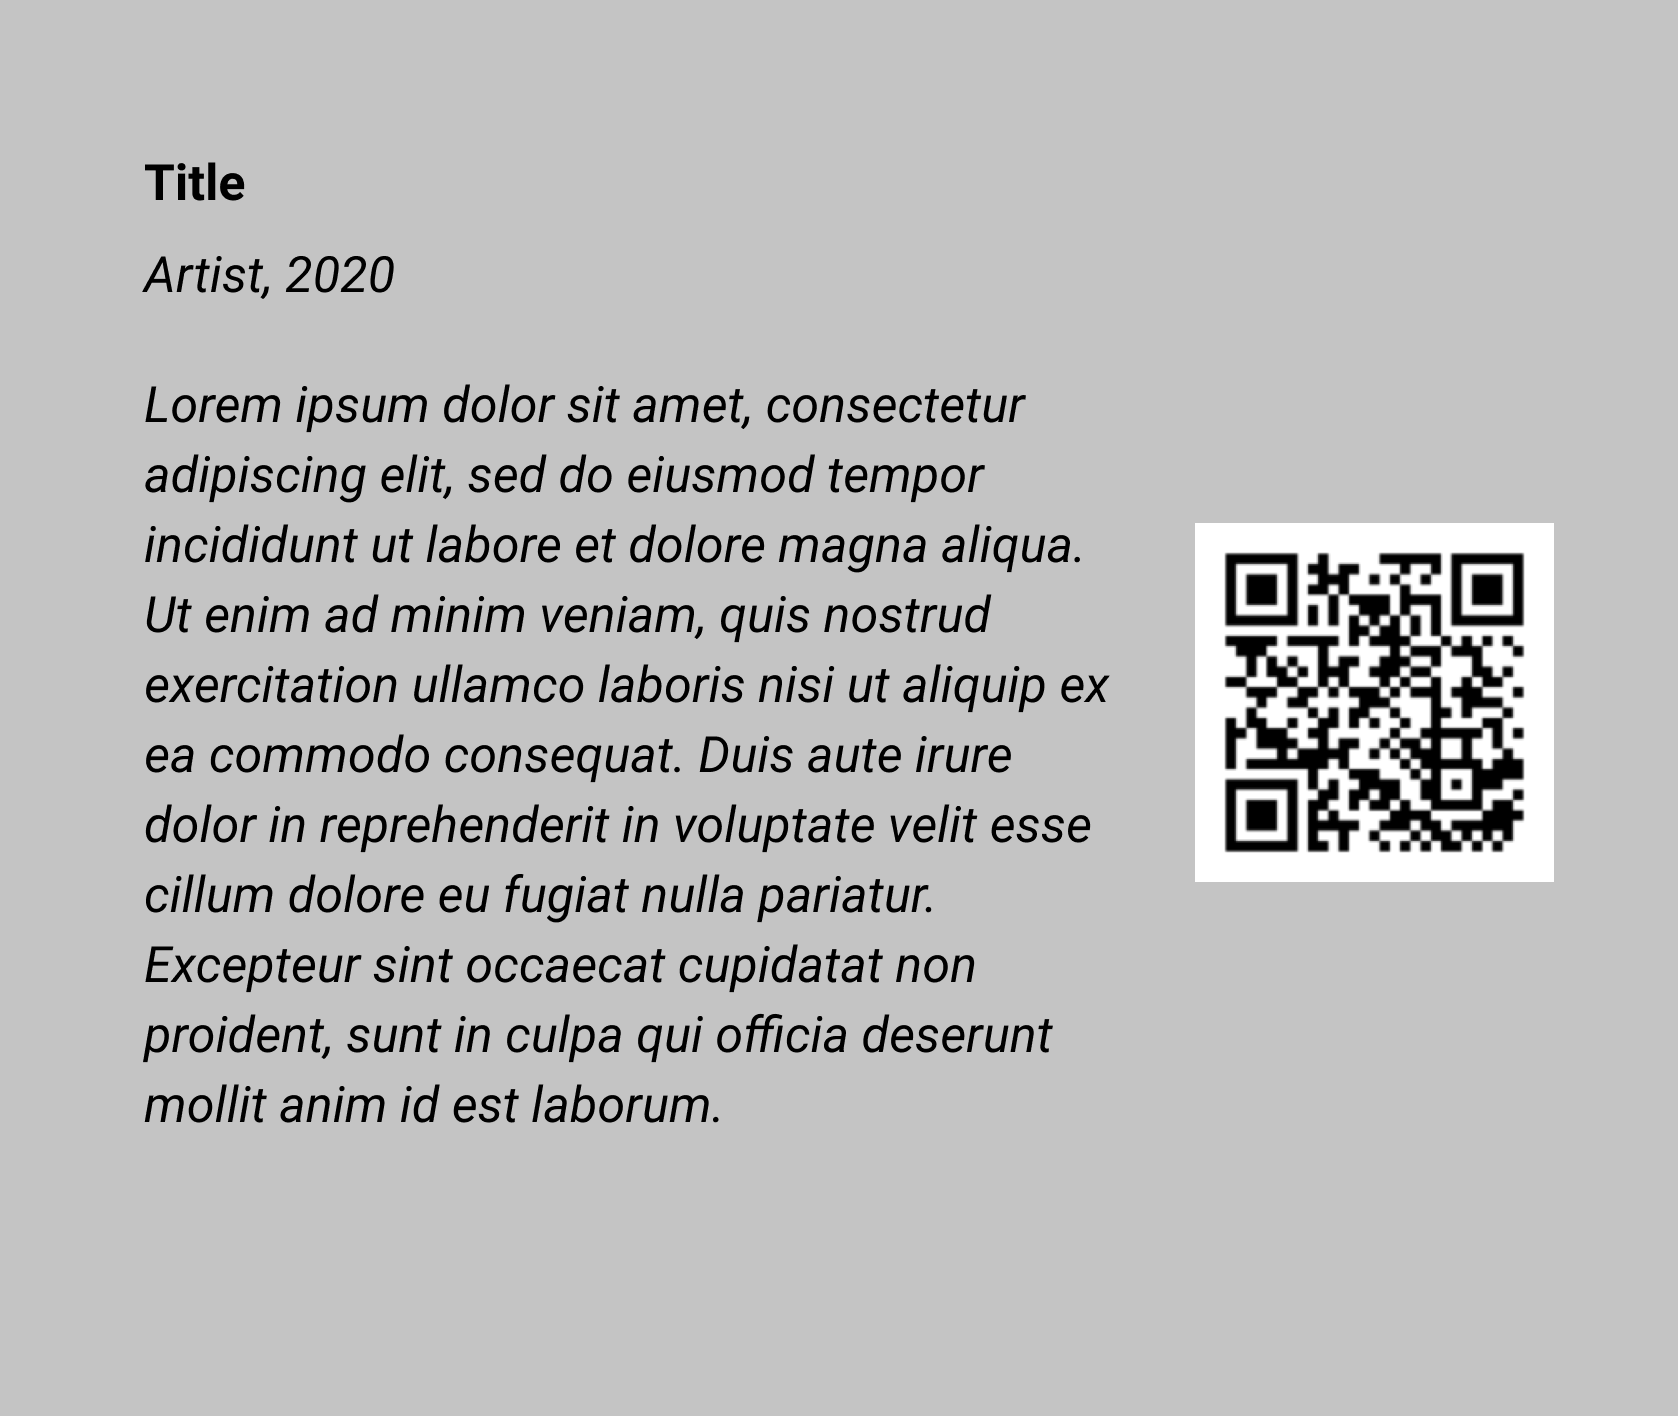 Title
Artist, 2020
Lorem ipsum dolor sit amet, consectetur
adipiscing elit, sed do eiusmod tempor
incididunt ut labore et dolore magna aliqua.
Ut enim ad minim veniam, quis nostrud
exercitation ullamco laboris nisi ut aliquip ex
ea commodo consequat. Duis aute irure
dolor in reprehenderit in voluptate velit esse
cillum dolore eu fugiat nulla pariatur.
Excepteur sint occaecat cupidatat non
proident, sunt in culpa qui officia deserunt
mollit anim id est laborum.